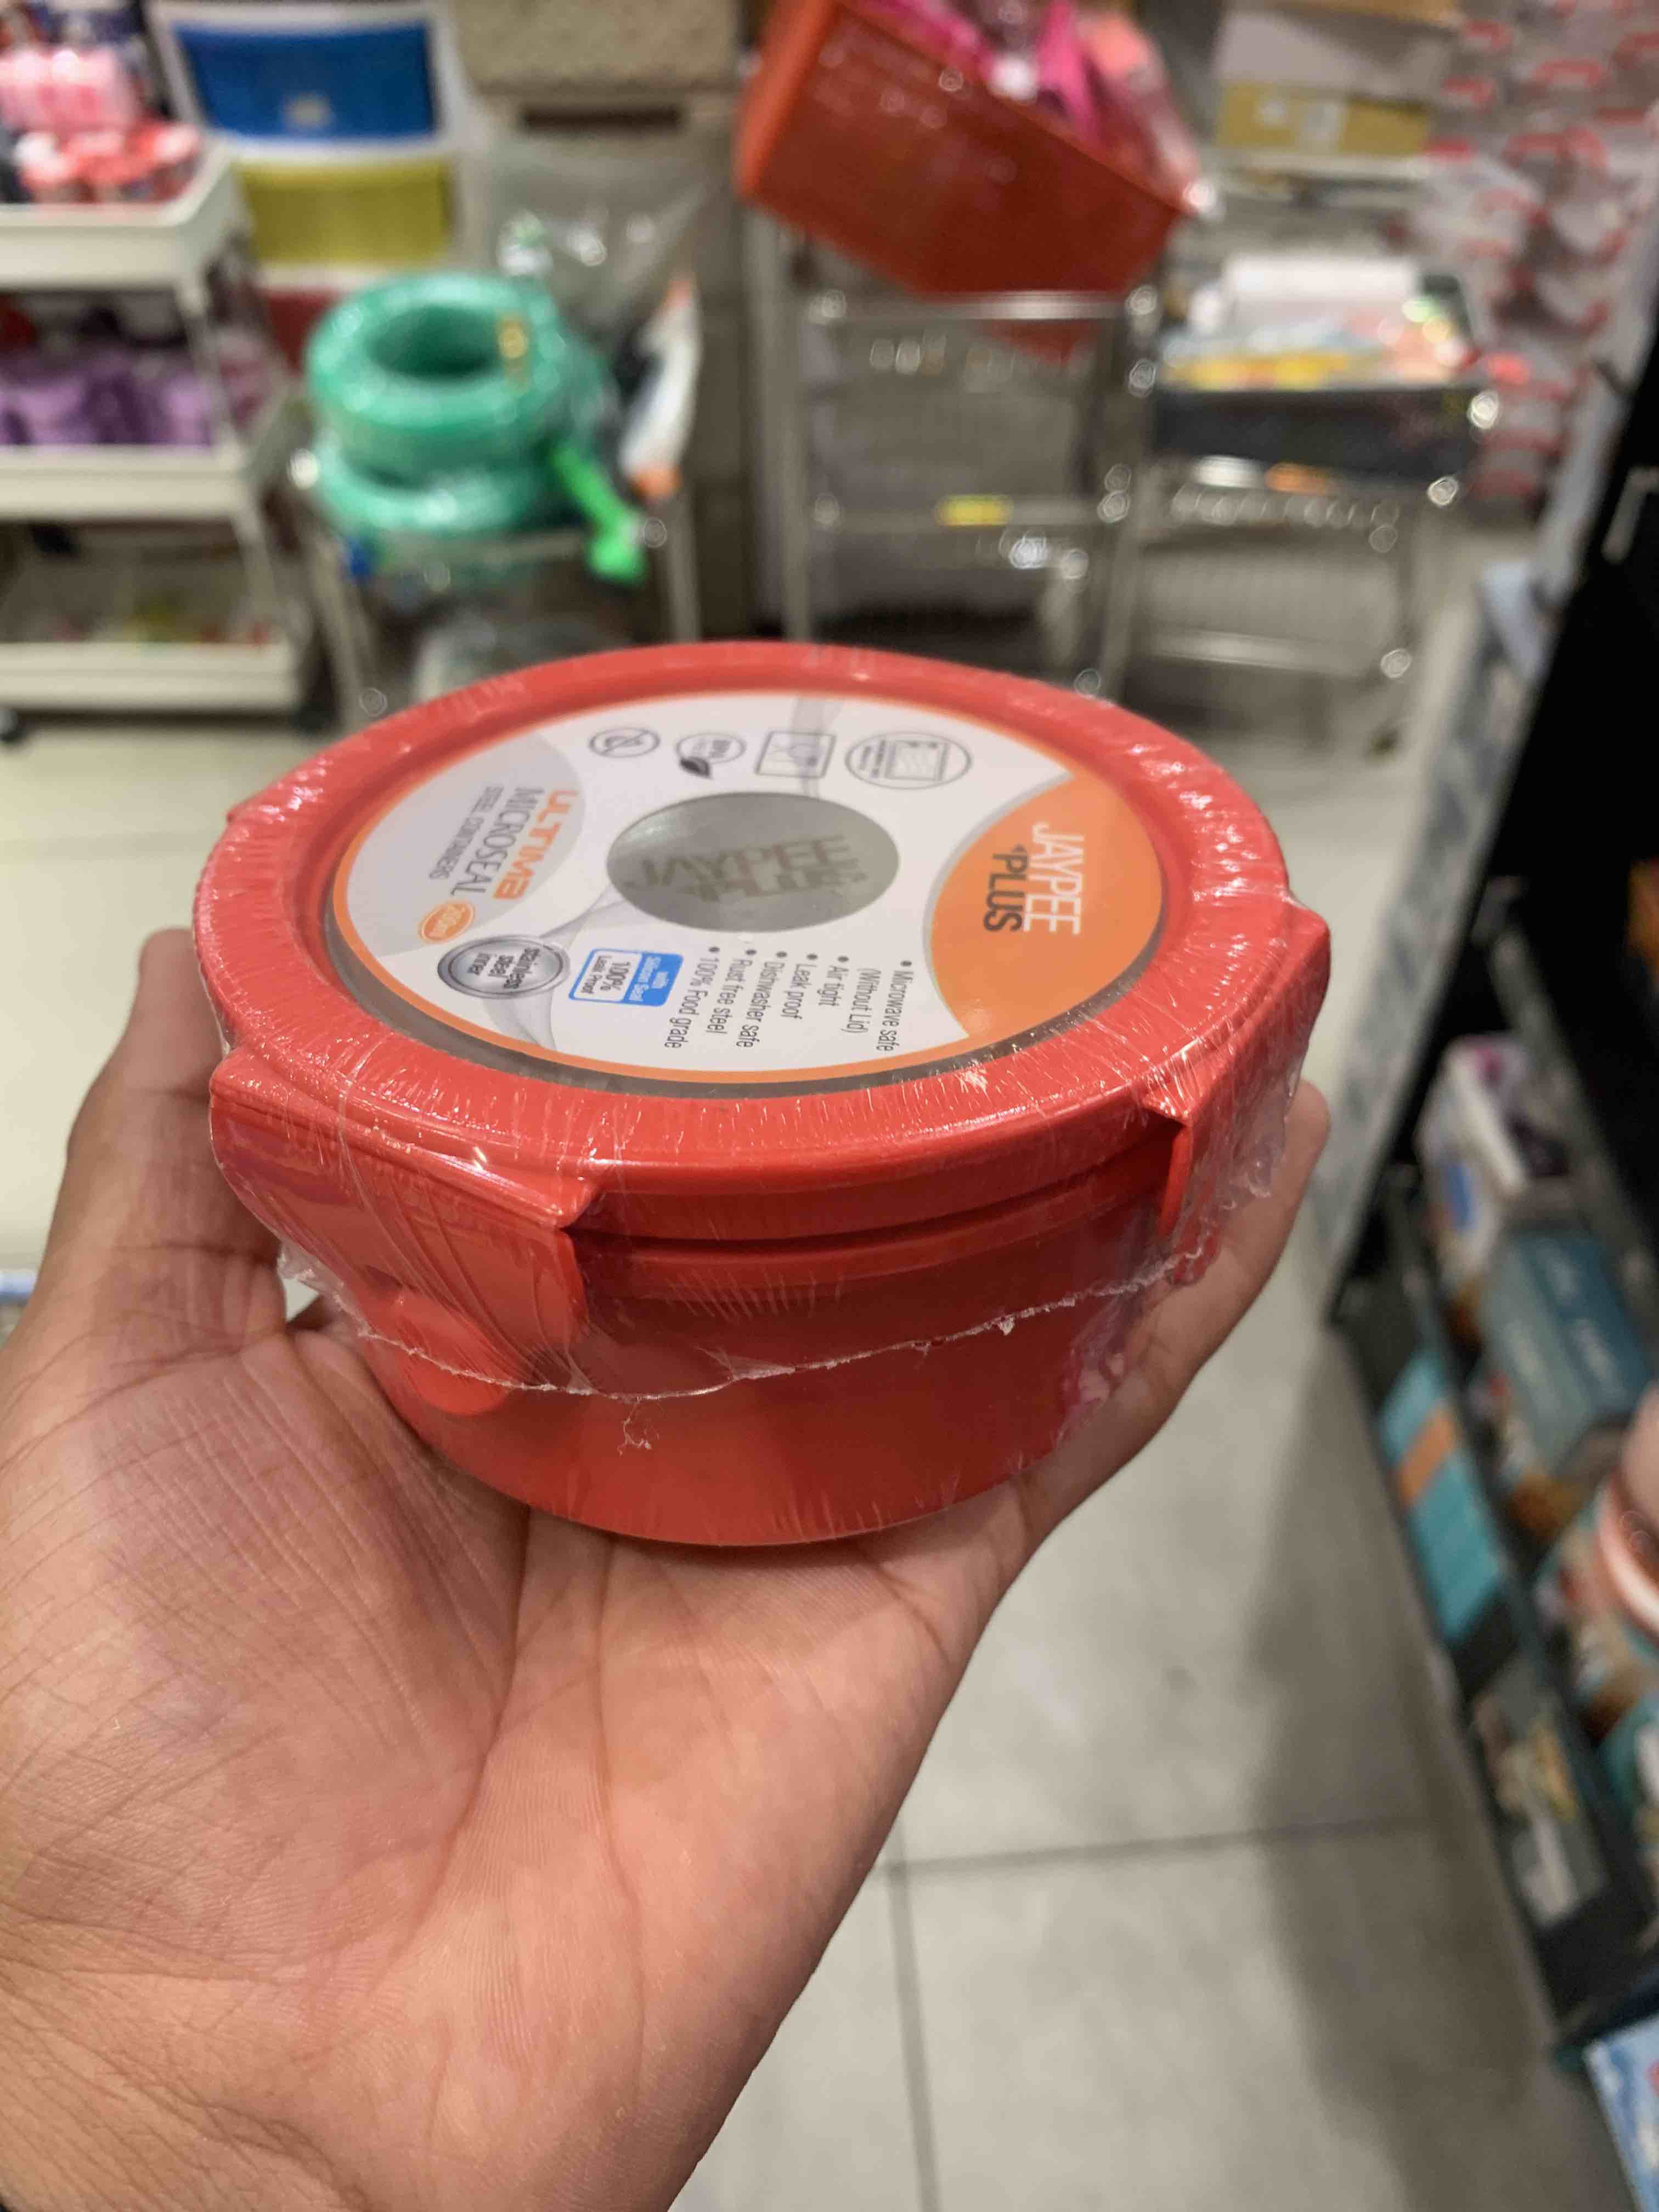 JAYPEE
PLUS
JAYPEE
PLUS
ULTIMA
MICROSEAL
STEEL CONTAINERS
stainless
steel
inner
with
Silicon Seal
100%
Leak Proof
• Microwave safe
(Without Lid)
• Air tight
• Leak proof
• Dishwasher safe
• Rust free steel
• 100% Food grade